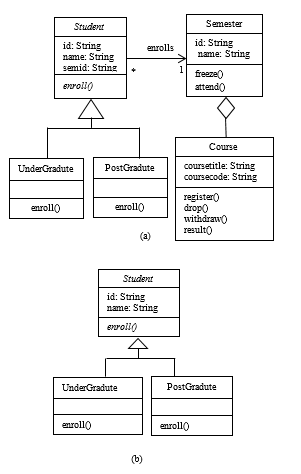 Student
id: String
name: String
semid: String
enroll()
enrolls
*
1
Semester
id: String
name: String
freeze()
attend()
UnderGradute
enroll()
PostGradute
enroll()
Course
coursetitle: String
coursecode: String
register()
drop()
withdraw()
result()
(a)
Student
id: String
name: String
enroll()
UnderGradute
enroll()
PostGradute
enroll()
(b)